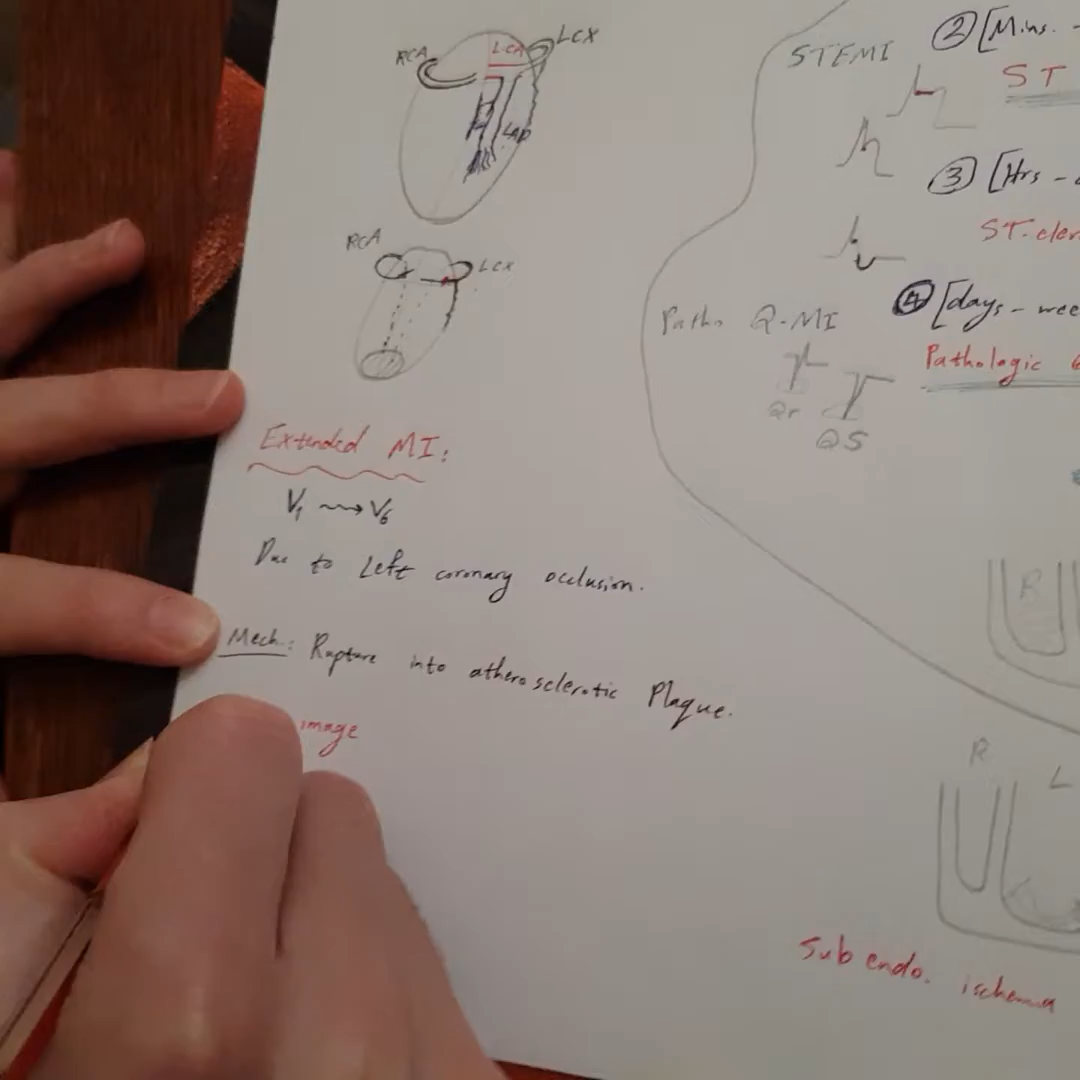 RCA LCA LCX
LAD
RCA LCX
Extended MI:
V1 V6
Due to Left coronary occlusion.
Mech.: Rupture into atherosclerotic Plaque.
image
STEMI
② [Mins. -
ST
③ [Hrs -
ST-elev
Patho Q-MI
④ [days - wee
Pathologic
Qr
QS
R
R L
Sub endo. ischemia